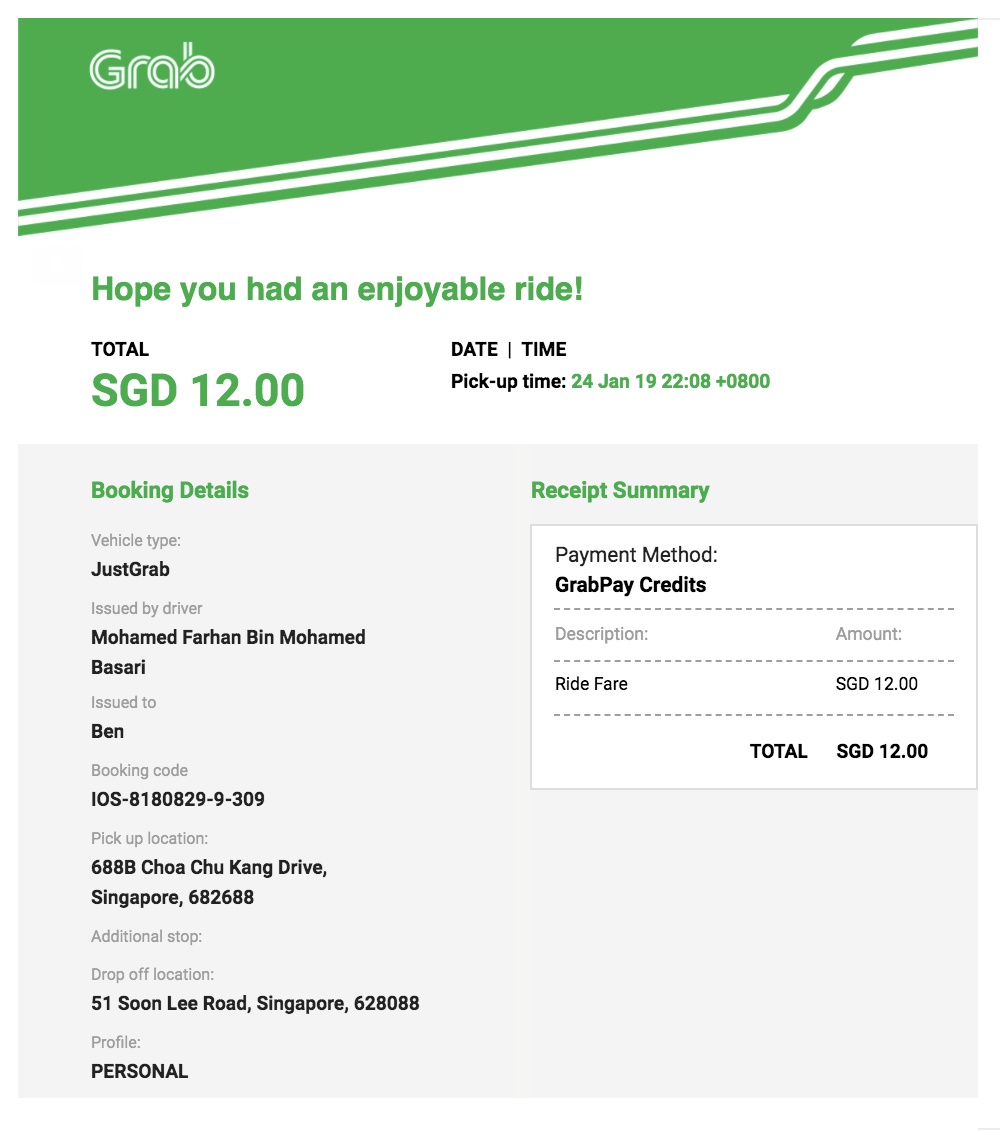 Grab
Hope you had an enjoyable ride!
TOTAL
SGD 12.00
DATE | TIME
Pick-up time: 24 Jan 19 22:08 +0800
Booking Details
Vehicle type:
JustGrab
Issued by driver
Mohamed Farhan Bin Mohamed
Basari
Issued to
Ben
Booking code
IOS-8180829-9-309
Pick up location:
688B Choa Chu Kang Drive,
Singapore, 682688
Additional stop:
Drop off location:
51 Soon Lee Road, Singapore, 628088
Profile:
PERSONAL
Receipt Summary
Payment Method:
GrabPay Credits
Description: Amount:
Ride Fare SGD 12.00
TOTAL SGD 12.00